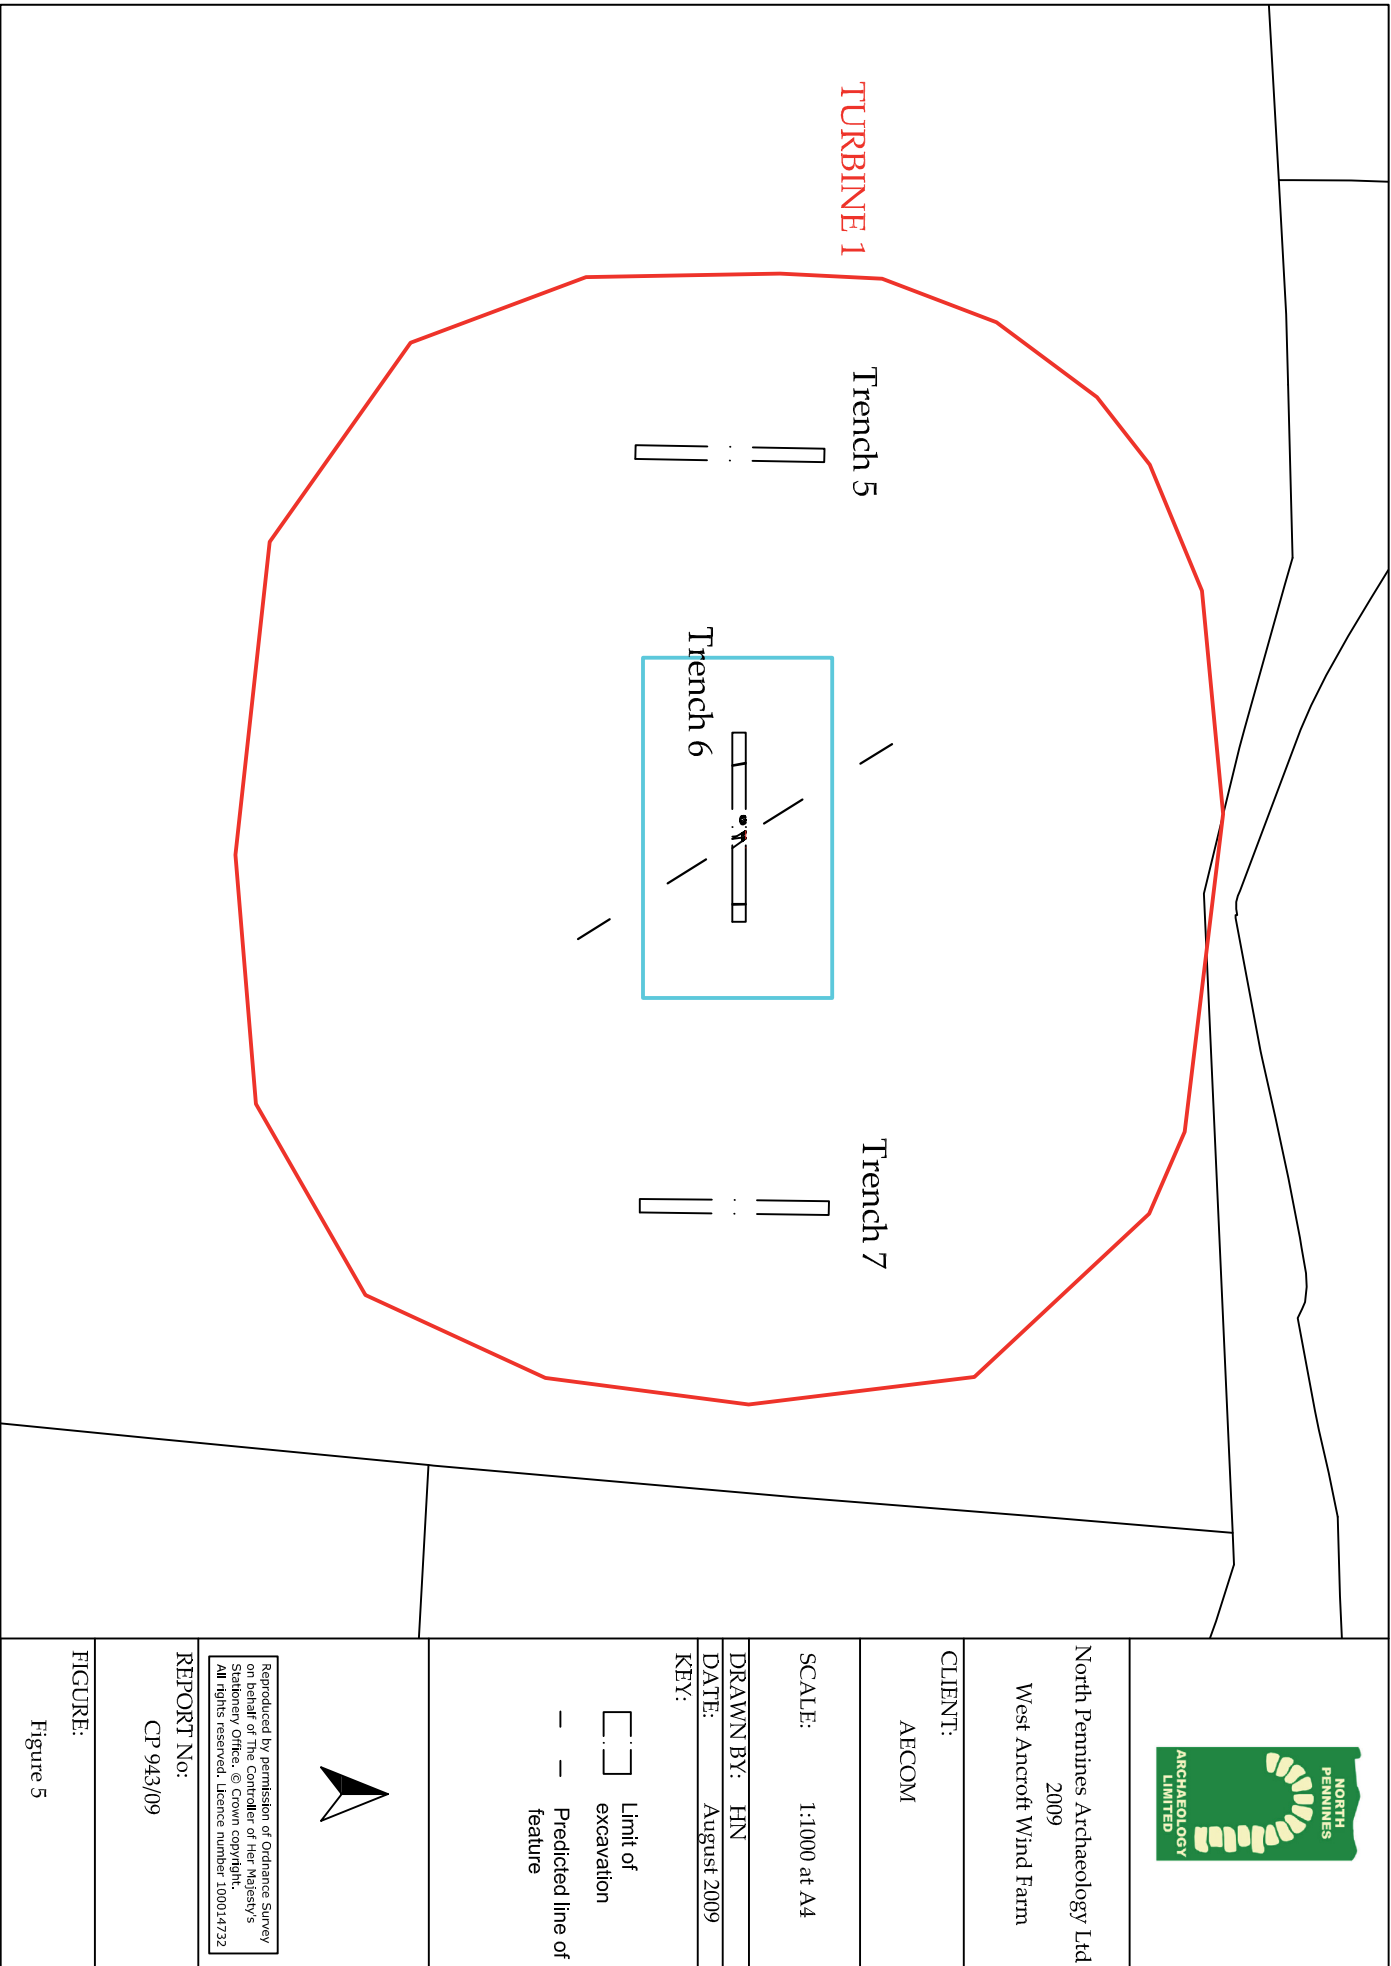 TURBINE 1
Trench 5
Trench 6
Trench 7
NORTH
PENNINES
ARCHAEOLOGY
LIMITED
North Pennines Archaeology Ltd
2009
West Ancroft Wind Farm
CLIENT:
AECOM
SCALE: 1:1000 at A4
DRAWN BY: HN
DATE: August 2009
KEY:
Limit of
excavation
Predicted line of
feature
Reproduced by permission of Ordnance Survey
on behalf of The Controller of Her Majesty's
Stationery Office. © Crown copyright.
All rights reserved. Licence number 100014732
REPORT No:
CP 943/09
FIGURE:
Figure 5